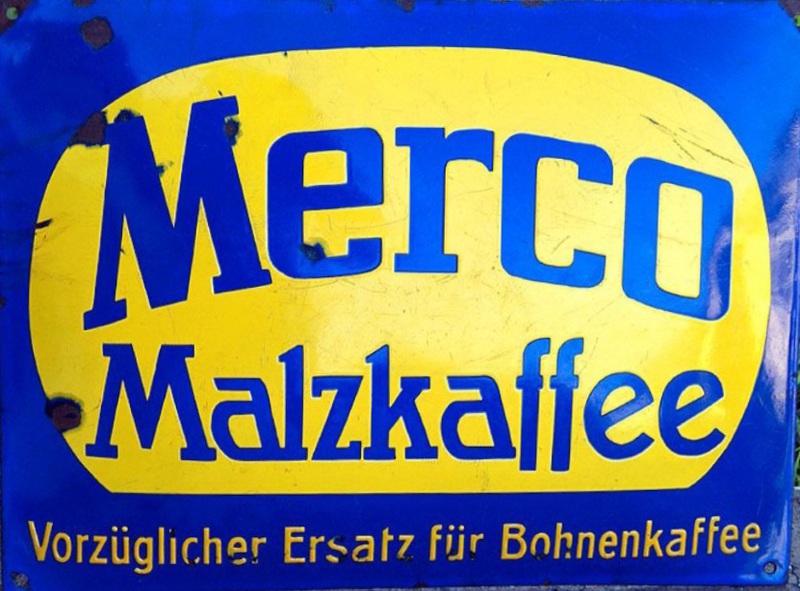 Merco
Malzkaffee
Vorzüglicher Ersatz für Bohnenkaffee